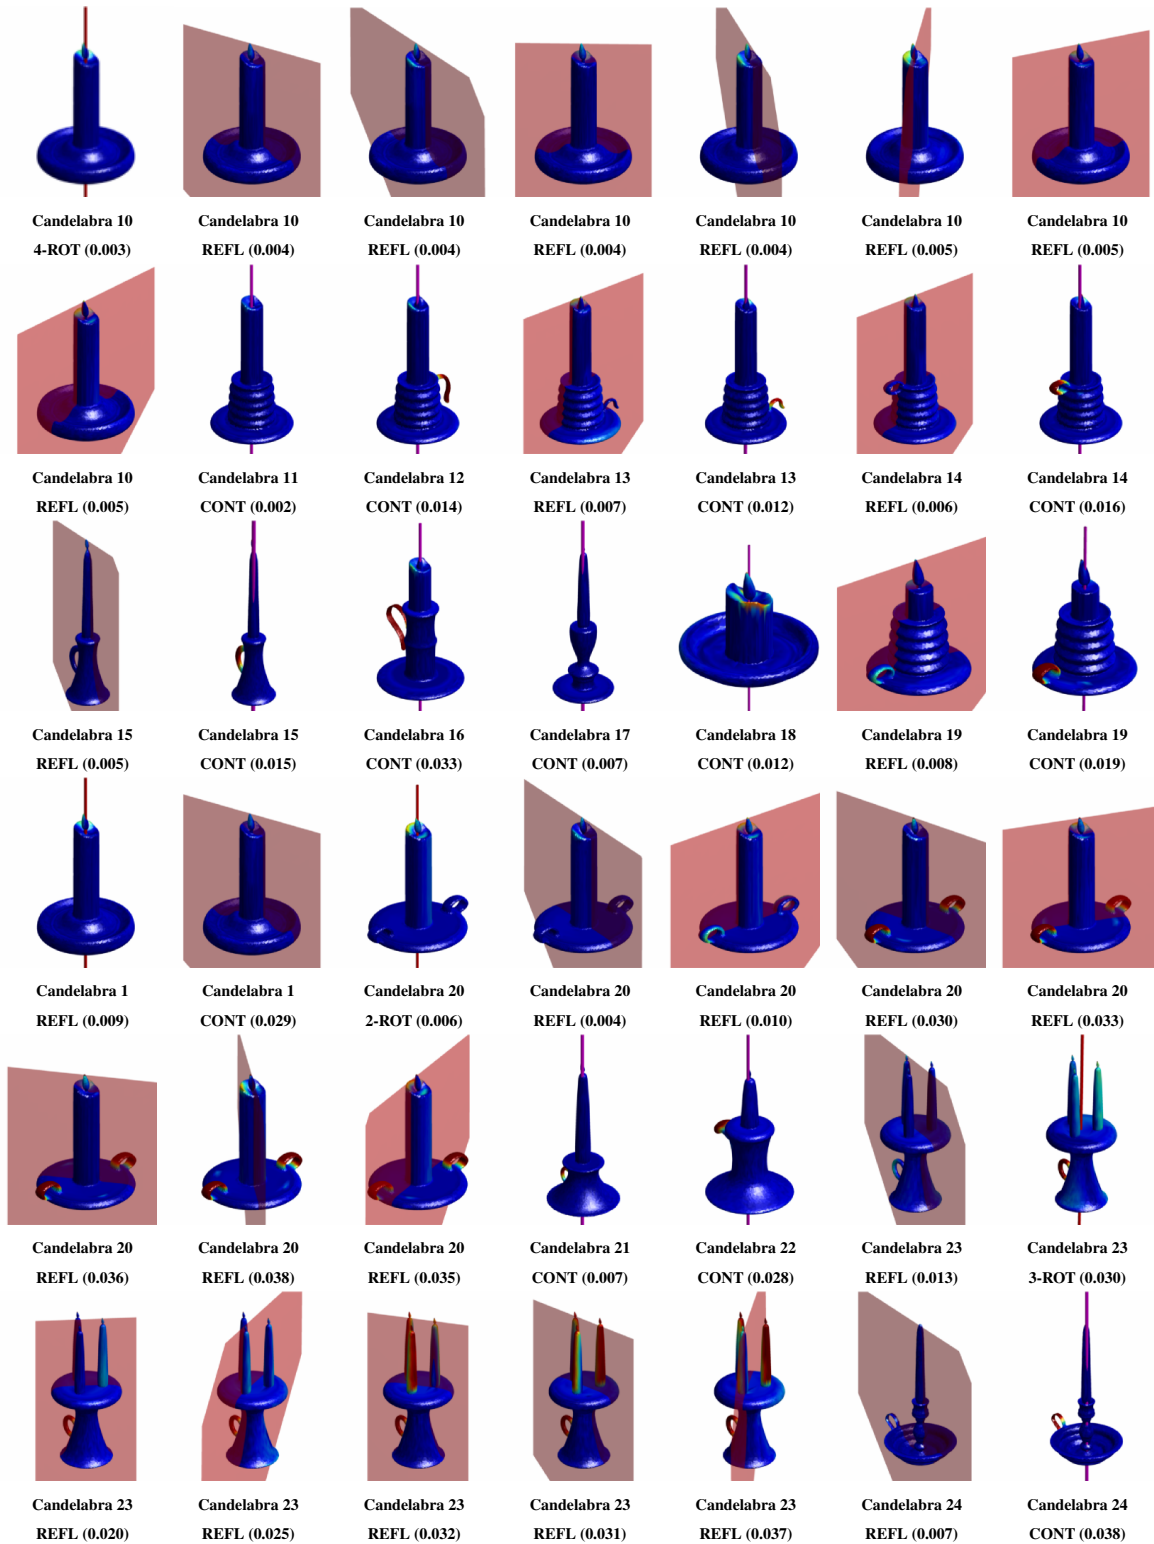 Candelabra 10 Candelabra 10 Candelabra 10 Candelabra 10 Candelabra 10 Candelabra 10 Candelabra 10
4-ROT (0.003) REFL (0.004) REFL (0.004) REFL (0.004) REFL (0.004) REFL (0.005) REFL (0.005)
Candelabra 10 Candelabra 11 Candelabra 12 Candelabra 13 Candelabra 13 Candelabra 14 Candelabra 14
REFL (0.005) CONT (0.002) CONT (0.014) REFL (0.007) CONT (0.012) REFL (0.006) CONT (0.016)
Candelabra 15 Candelabra 15 Candelabra 16 Candelabra 17 Candelabra 18 Candelabra 19 Candelabra 19
REFL (0.005) CONT (0.015) CONT (0.033) CONT (0.007) CONT (0.012) REFL (0.008) CONT (0.019)
Candelabra 1 Candelabra 1 Candelabra 20 Candelabra 20 Candelabra 20 Candelabra 20 Candelabra 20
REFL (0.009) CONT (0.029) 2-ROT (0.006) REFL (0.004) REFL (0.010) REFL (0.030) REFL (0.033)
Candelabra 20 Candelabra 20 Candelabra 20 Candelabra 21 Candelabra 22 Candelabra 23 Candelabra 23
REFL (0.036) REFL (0.038) REFL (0.035) CONT (0.007) CONT (0.028) REFL (0.013) 3-ROT (0.030)
Candelabra 23 Candelabra 23 Candelabra 23 Candelabra 23 Candelabra 23 Candelabra 24 Candelabra 24
REFL (0.020) REFL (0.025) REFL (0.032) REFL (0.031) REFL (0.037) REFL (0.007) CONT (0.038)